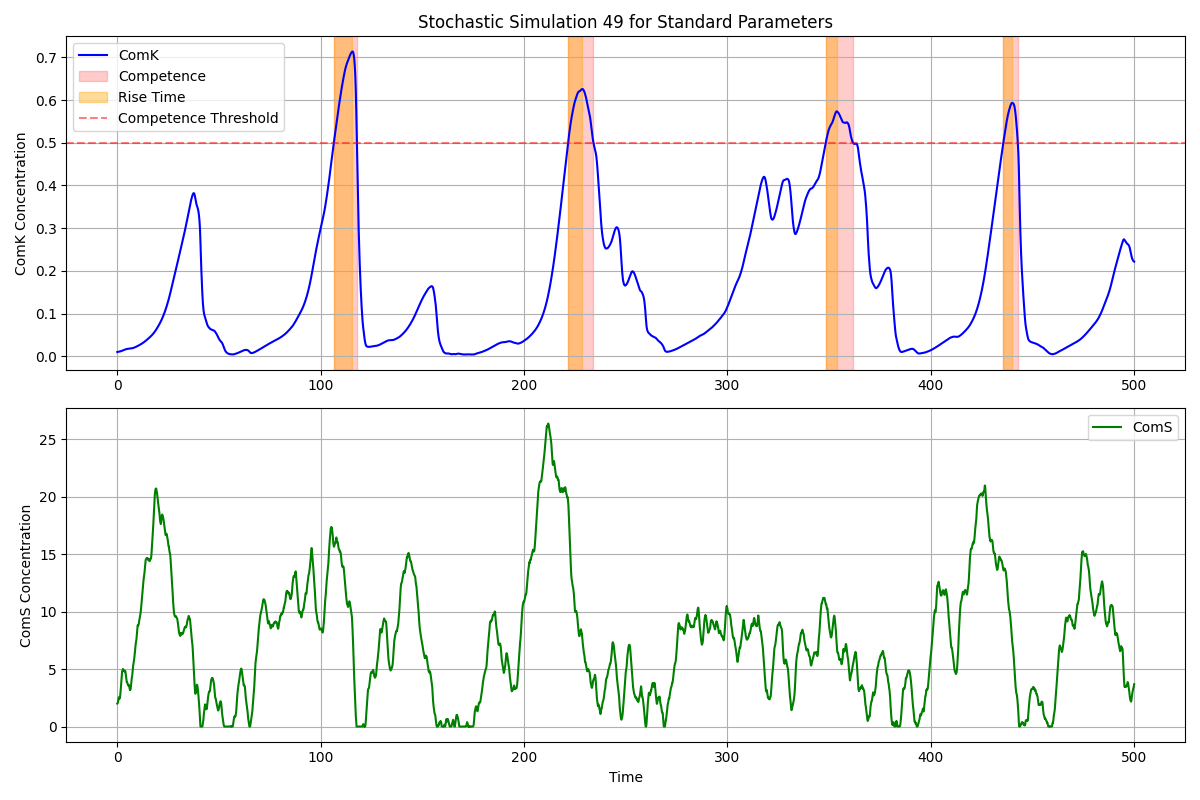 Stochastic Simulation 49 for Standard Parameters
ComK Concentration
0.7
0.6
0.5
0.4
0.3
0.2
0.1
0.0
ComK
Competence
Rise Time
Competence Threshold
0 100 200 300 400 500
ComS Concentration
25
20
15
10
5
0
ComS
0 100 200 300 400 500
Time